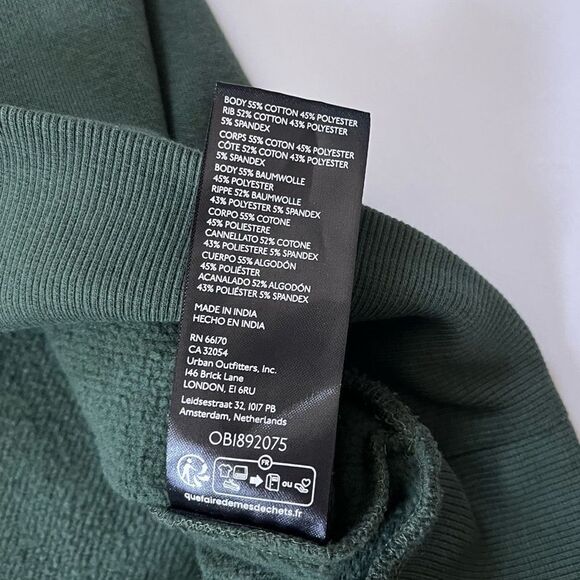 BODY 55% COTTON 45% POLYESTER
RIB 52% COTTON 43% POLYESTER
5% SPANDEX
CORPS 55% COTON 45% POLYESTER
CÔTE 52% COTON 43% POLYESTER
5% SPANDEX
BODY 55% BAUMWOLLE
45% POLYESTER
RIPPE 52% BAUMWOLLE
43% POLYESTER 5% SPANDEX
CORPO 55% COTONE
45% POLIESTERE
CANNELLATO 52% COTONE
43% POLIESTERE 5% SPANDEX
CUERPO 55% ALGODÓN
45% POLIÉSTER
ACANALADO 52% ALGODÓN
43% POLIÉSTER 5% SPANDEX
MADE IN INDIA
HECHO EN INDIA
RN 66170
CA 32054
Urban Outfitters, Inc.
146 Brick Lane
LONDON, E1 6RU
Leidsestraat 32, 1017 PB
Amsterdam, Netherlands
OB1892075
FR
OU
quefairedemesdechets.fr